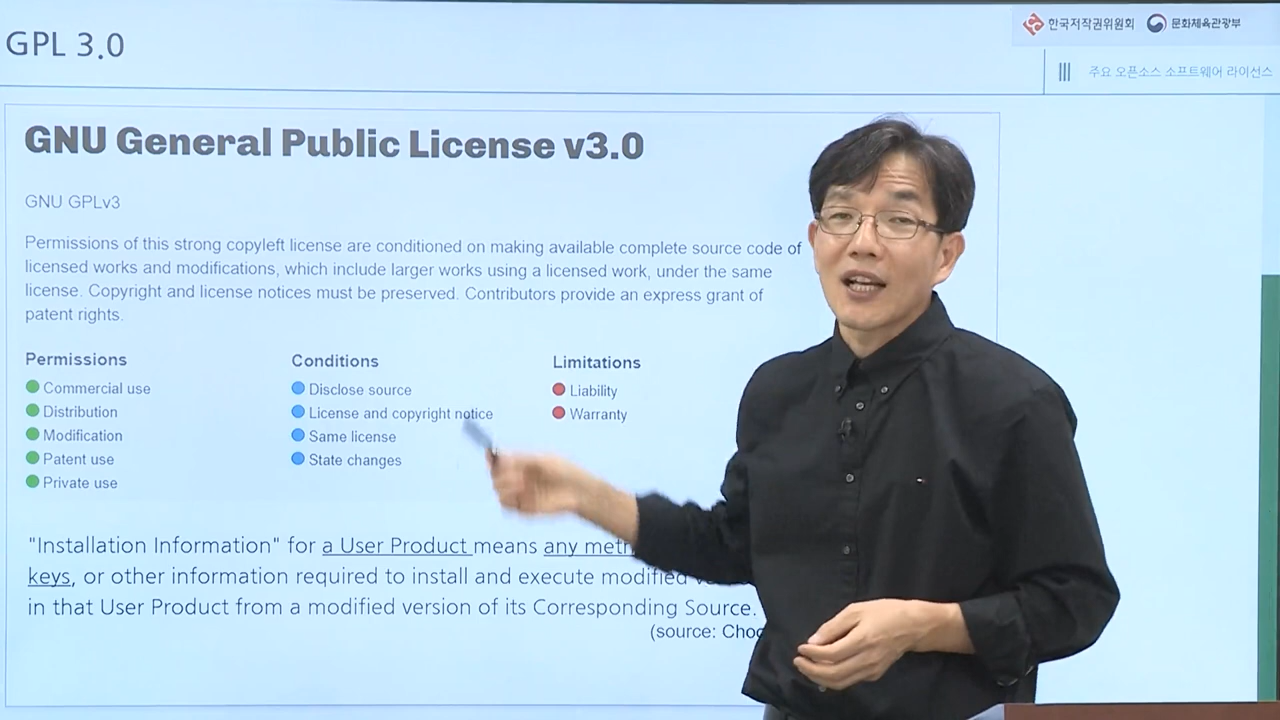 GPL 3.0
한국저작권위원회 문화체육관광부
주요 오픈소스 소프트웨어 라이선스
GNU General Public License v3.0
GNU GPLv3
Permissions of this strong copyleft license are conditioned on making available complete source code of
licensed works and modifications, which include larger works using a licensed work, under the same
license. Copyright and license notices must be preserved. Contributors provide an express grant of
patent rights.
Permissions Conditions Limitations
Commercial use Disclose source Liability
Distribution License and copyright notice Warranty
Modification Same license
Patent use State changes
Private use
"Installation Information" for a User Product means any
keys, or other information required to install and execute modified
in that User Product from a modified version of its Corresponding Source.
(source: